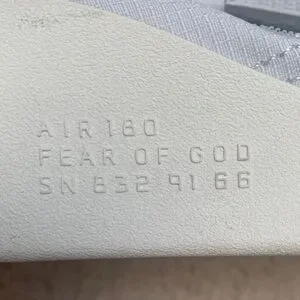 AIR 180
FEAR OF GOD
SN 832 91 66